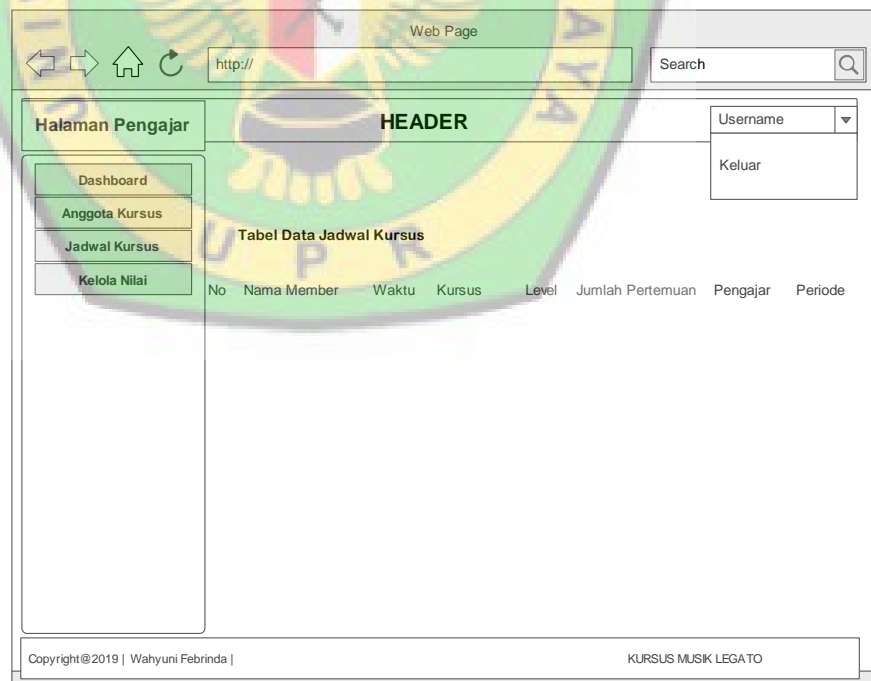 Web Page
http://
Search
Halaman Pengajar
HEADER
Username
Keluar
Dashboard
Anggota Kursus
Jadwal Kursus
Kelola Nilai
Tabel Data Jadwal Kursus
No Nama Member Waktu Kursus Level Jumlah Pertemuan Pengajar Periode
Copyright@2019 | Wahyuni Febrinda |
KURSUS MUSIK LEGATO
UPR